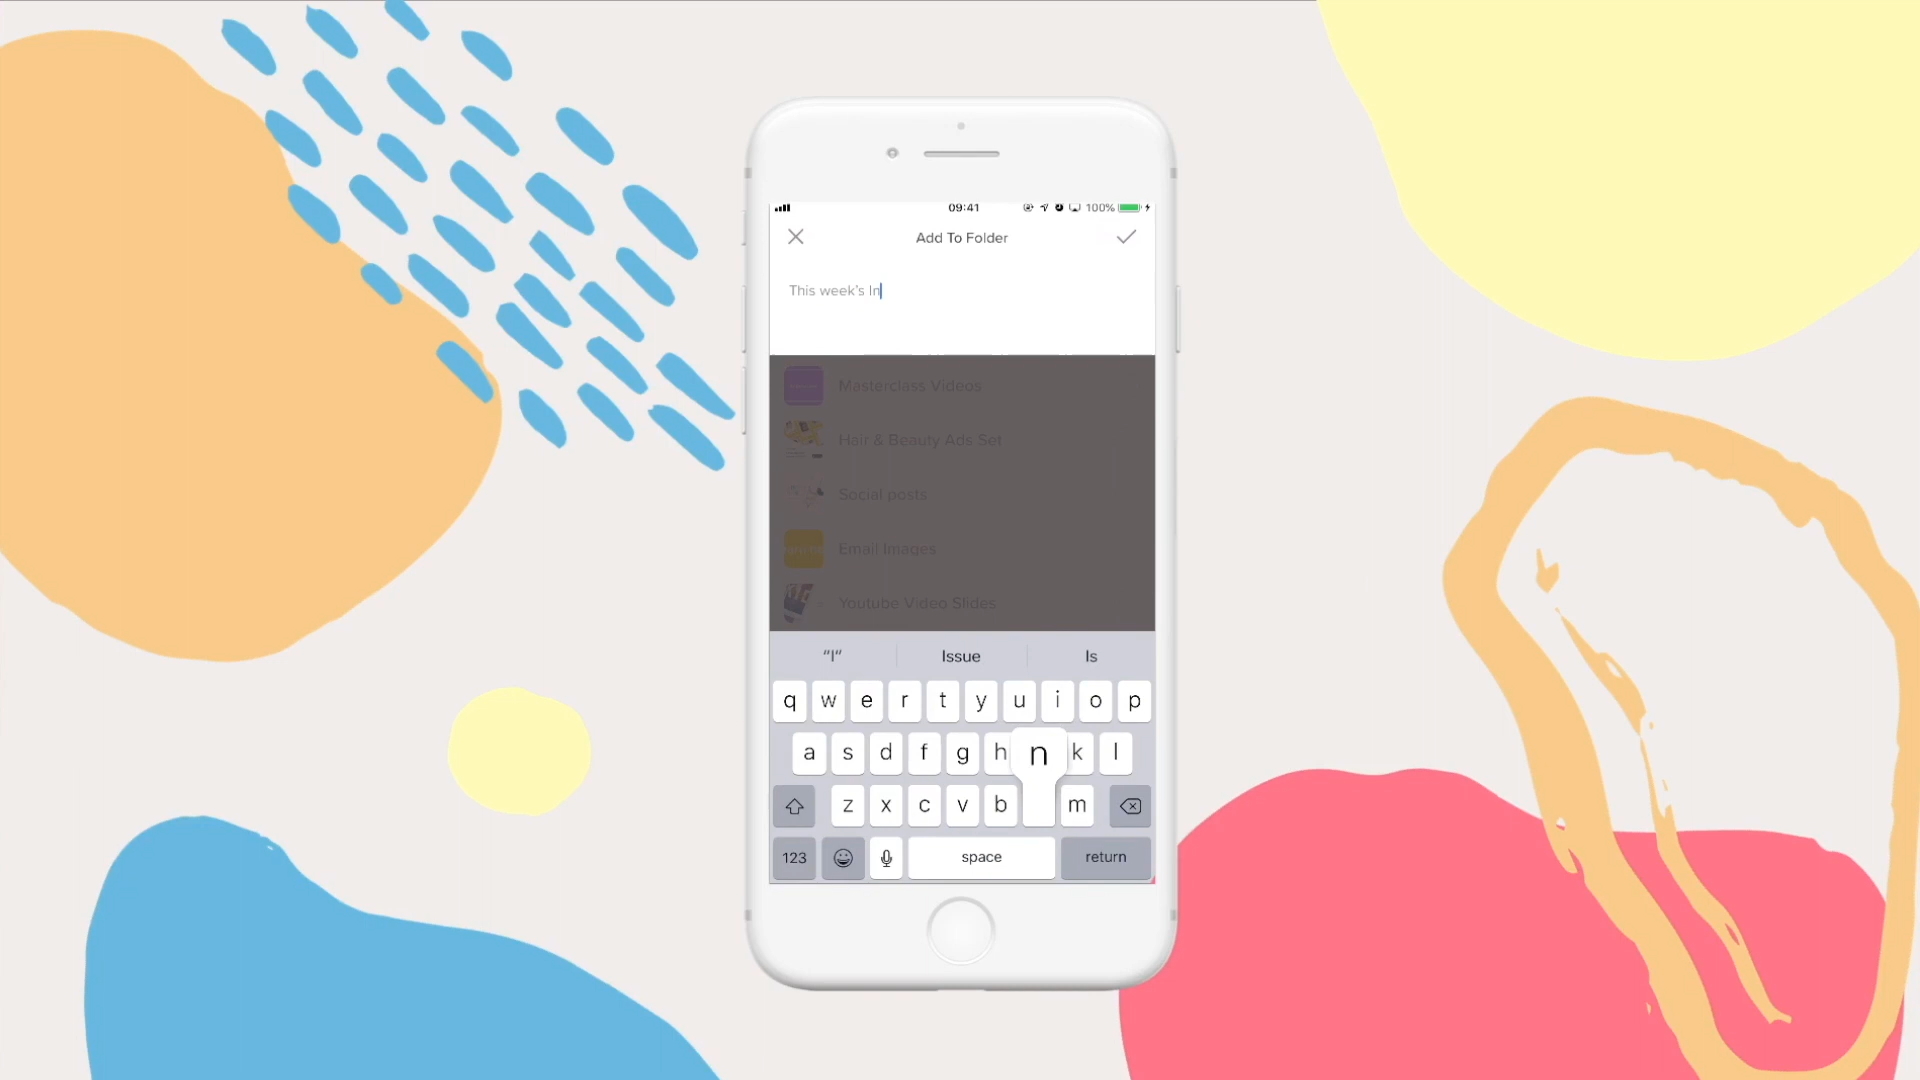 09:41
100%
Add To Folder
This week's In
Masterclass Videos
Hair & Beauty Ads Set
Social posts
Email Images
Youtube Video Slides
"I" Issue Is
q w e r t y u i o p
a s d f g h n k l
z x c v b m
123 space return